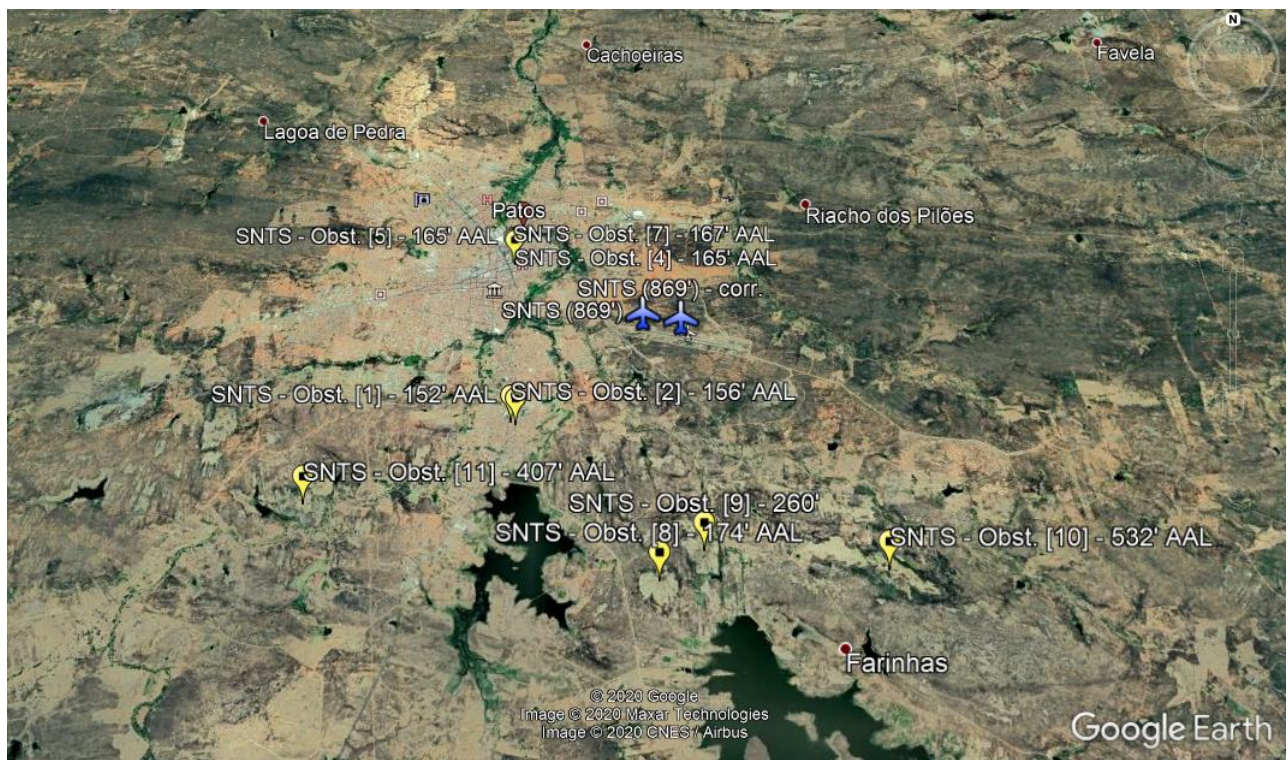 N
Cachoeiras
Favela
Lagoa de Pedra
H
Patos
Riacho dos Pilões
SNTS - Obst. [5] - 165' AAL
SNTS - Obst. [7] - 167' AAL
SNTS - Obst. [4] - 165' AAL
SNTS (869') - corr.
SNTS (869')
SNTS - Obst. [1] - 152' AAL
SNTS - Obst. [2] - 156' AAL
SNTS - Obst. [11] - 407' AAL
SNTS - Obst. [9] - 260'
SNTS - Obst. [8] - 174' AAL
SNTS - Obst. [10] - 532' AAL
Farinhas
© 2020 Google
Image © 2020 Maxar Technologies
Image © 2020 CNES / Airbus
Google Earth